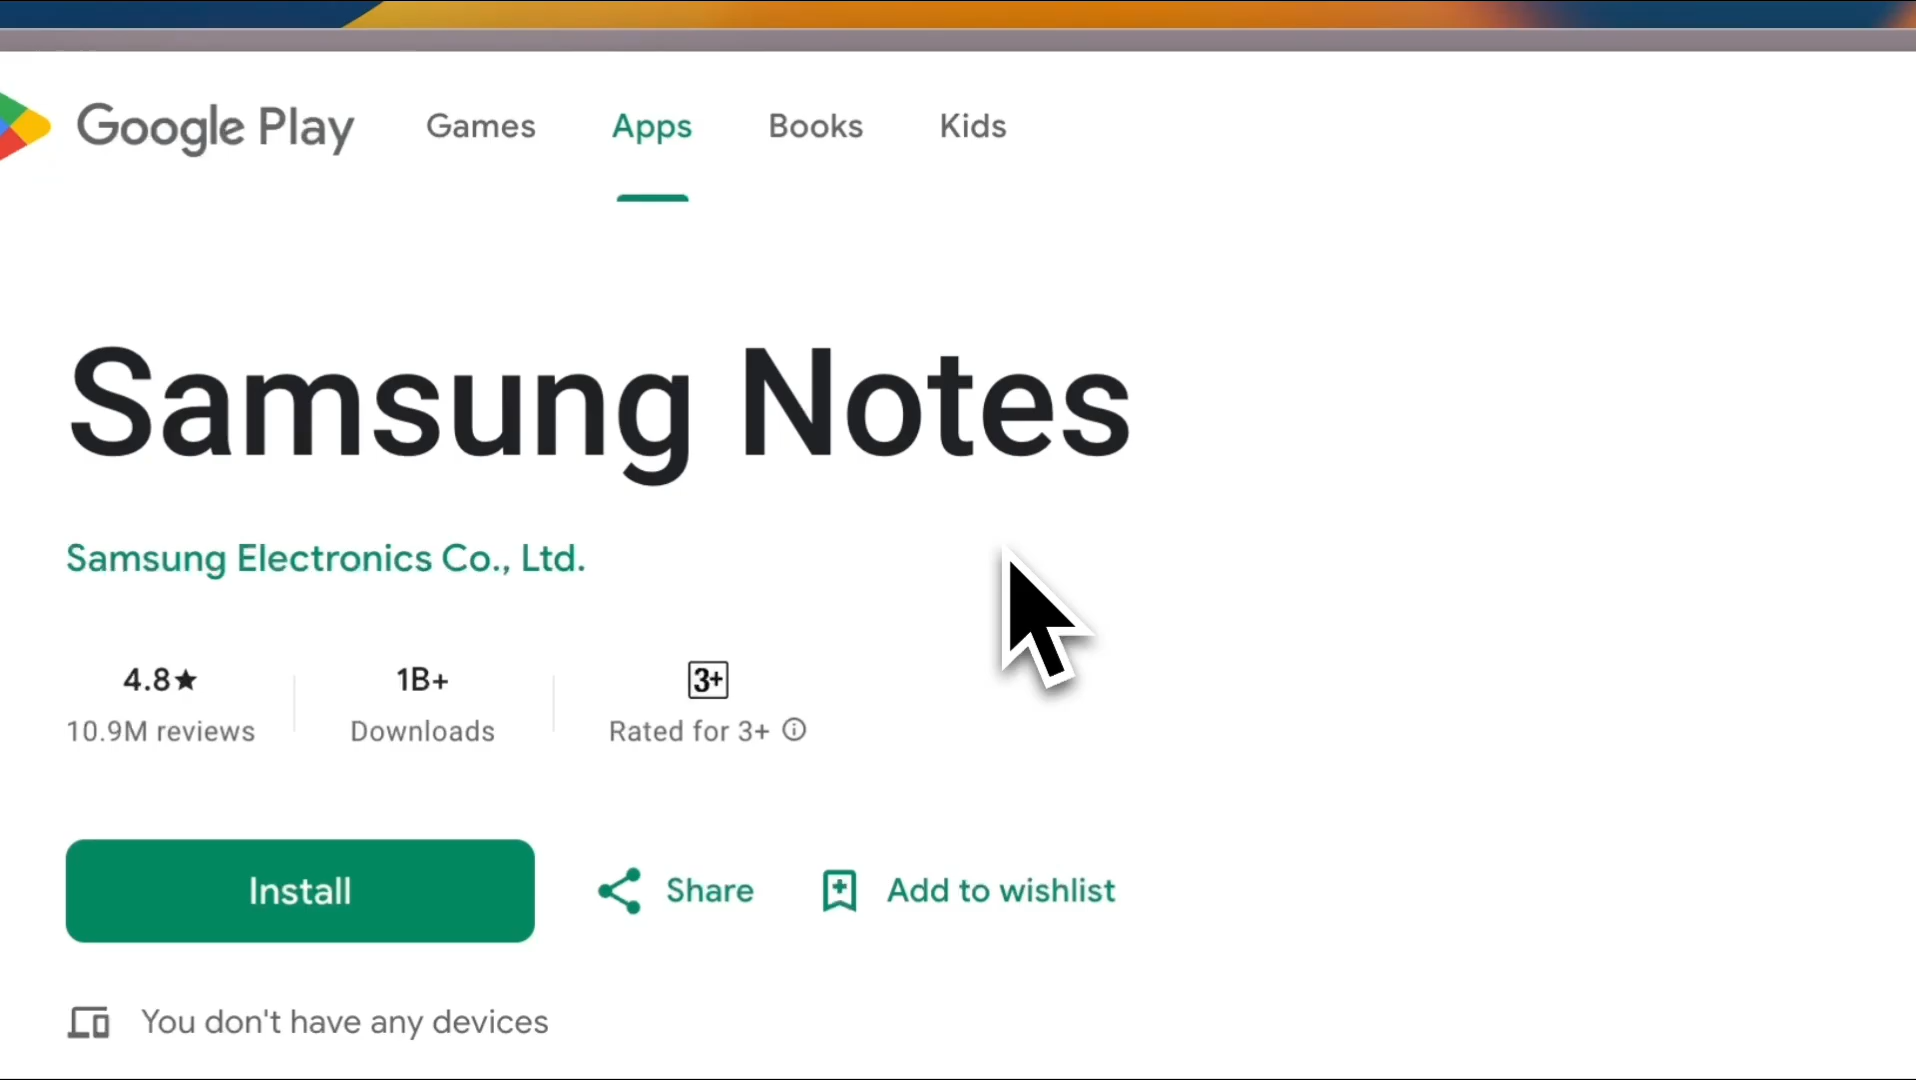 Google Play Games Apps Books Kids
Samsung Notes
Samsung Electronics Co., Ltd.
4.8★ 1B+ 3+
10.9M reviews Downloads Rated for 3+
Install Share Add to wishlist
You don't have any devices